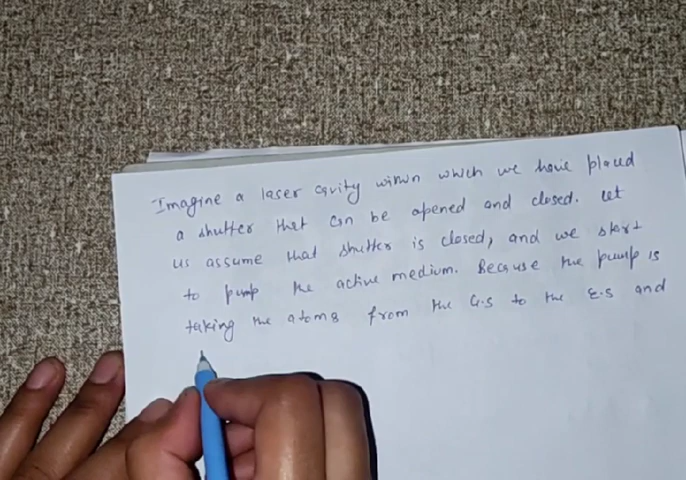 Imagine a laser cavity within which we have placed
a shutter that can be opened and closed. Let
us assume that shutter is closed, and we start
to pump the active medium. Because the pump is
taking the atoms from the G.S to the E.S and